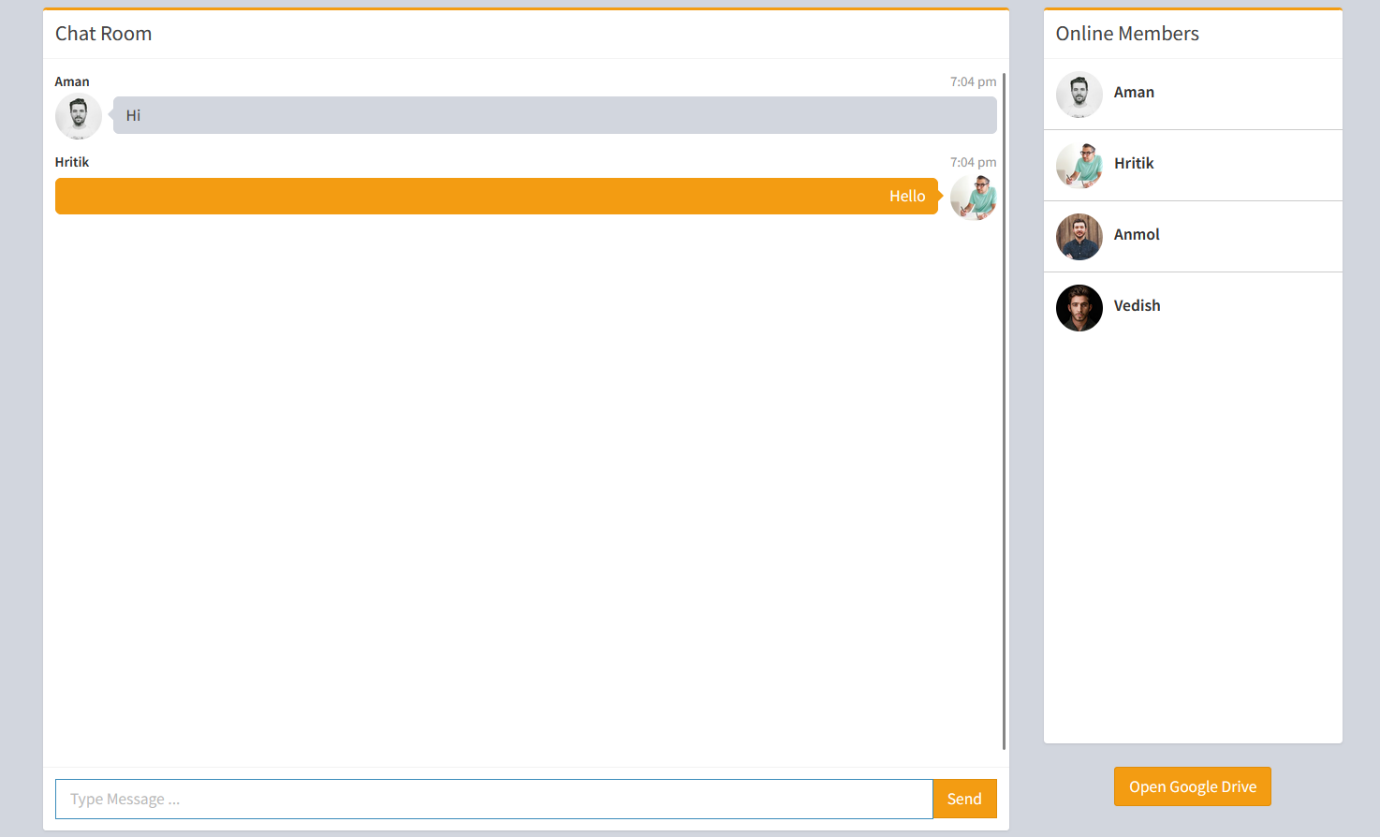 Chat Room
Aman 7:04 pm
Hi
Hritik 7:04 pm
Hello
Type Message ...
Send
Online Members
Aman
Hritik
Anmol
Vedish
Open Google Drive